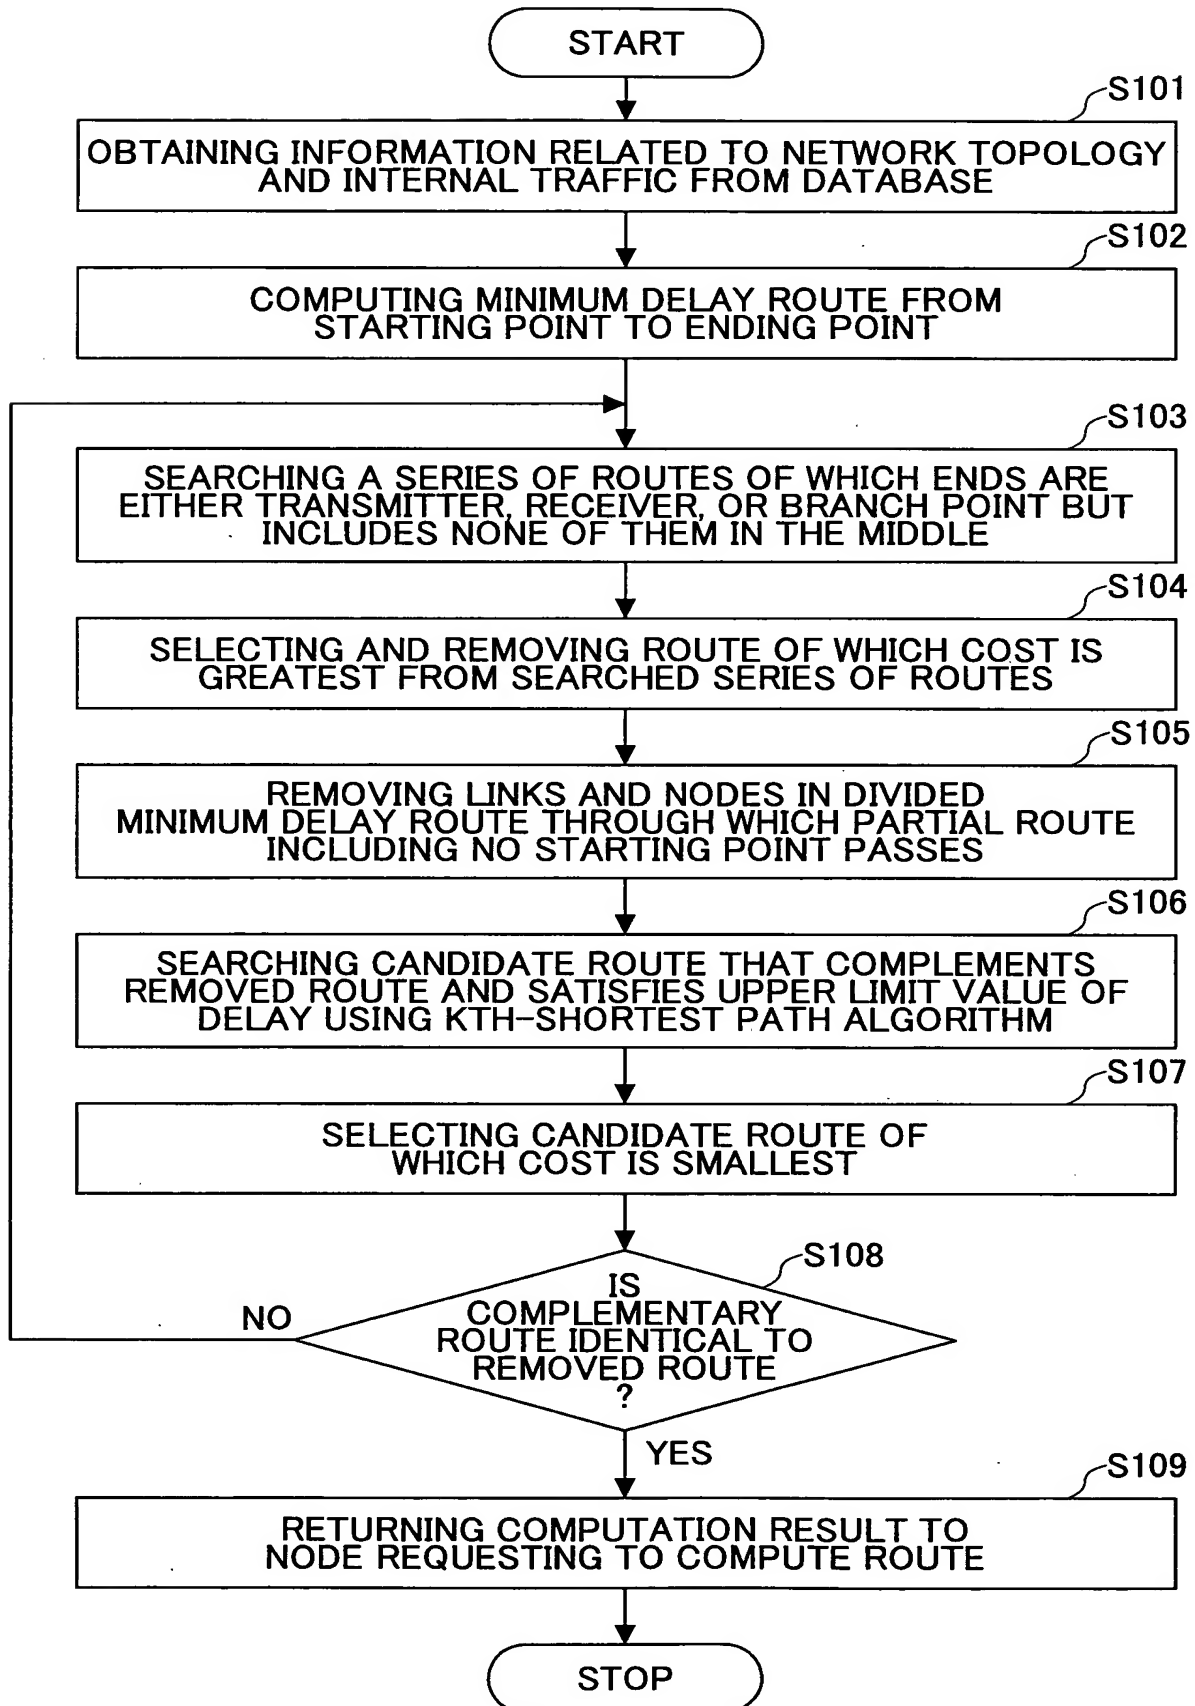 START
S101
OBTAINING INFORMATION RELATED TO NETWORK TOPOLOGY
AND INTERNAL TRAFFIC FROM DATABASE
S102
COMPUTING MINIMUM DELAY ROUTE FROM
STARTING POINT TO ENDING POINT
S103
SEARCHING A SERIES OF ROUTES OF WHICH ENDS ARE
EITHER TRANSMITTER, RECEIVER, OR BRANCH POINT BUT
INCLUDES NONE OF THEM IN THE MIDDLE
S104
SELECTING AND REMOVING ROUTE OF WHICH COST IS
GREATEST FROM SEARCHED SERIES OF ROUTES
S105
REMOVING LINKS AND NODES IN DIVIDED
MINIMUM DELAY ROUTE THROUGH WHICH PARTIAL ROUTE
INCLUDING NO STARTING POINT PASSES
S106
SEARCHING CANDIDATE ROUTE THAT COMPLEMENTS
REMOVED ROUTE AND SATISFIES UPPER LIMIT VALUE OF
DELAY USING KTH-SHORTEST PATH ALGORITHM
S107
SELECTING CANDIDATE ROUTE OF
WHICH COST IS SMALLEST
S108
IS
COMPLEMENTARY
ROUTE IDENTICAL TO
REMOVED ROUTE
?
NO
YES
S109
RETURNING COMPUTATION RESULT TO
NODE REQUESTING TO COMPUTE ROUTE
STOP